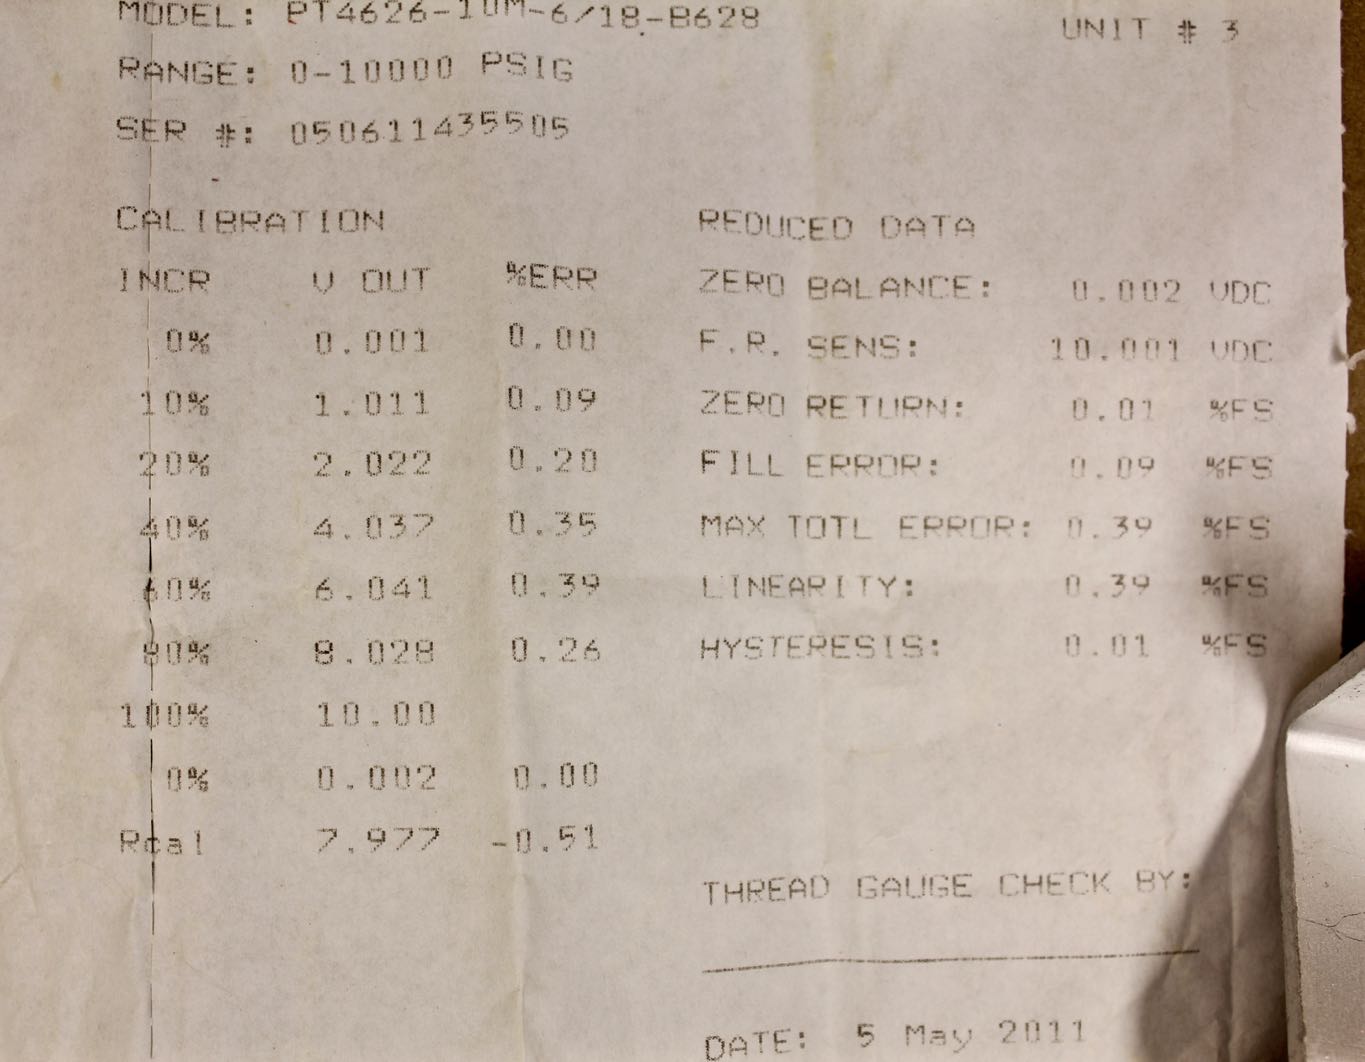 MODEL: PT4626-10M-6/18-B628
UNIT # 3
RANGE: 0-10000 PSIG
SER #: 050611435505
CALIBRATION
INCR V OUT %ERR
0% 0.001 0.00
10% 1.011 0.09
20% 2.022 0.20
40% 4.037 0.35
60% 6.041 0.39
80% 8.028 0.26
100% 10.00
0% 0.002 0.00
Rcal 7.977 -0.51
REDUCED DATA
ZERO BALANCE: 0.002 VDC
F.R. SENS: 10.001 VDC
ZERO RETURN: 0.01 %FS
FILL ERROR: 0.09 %FS
MAX TOTL ERROR: 0.39 %FS
LINEARITY: 0.39 %FS
HYSTERESIS: 0.01 %FS
THREAD GAUGE CHECK BY:
DATE: 5 May 2011